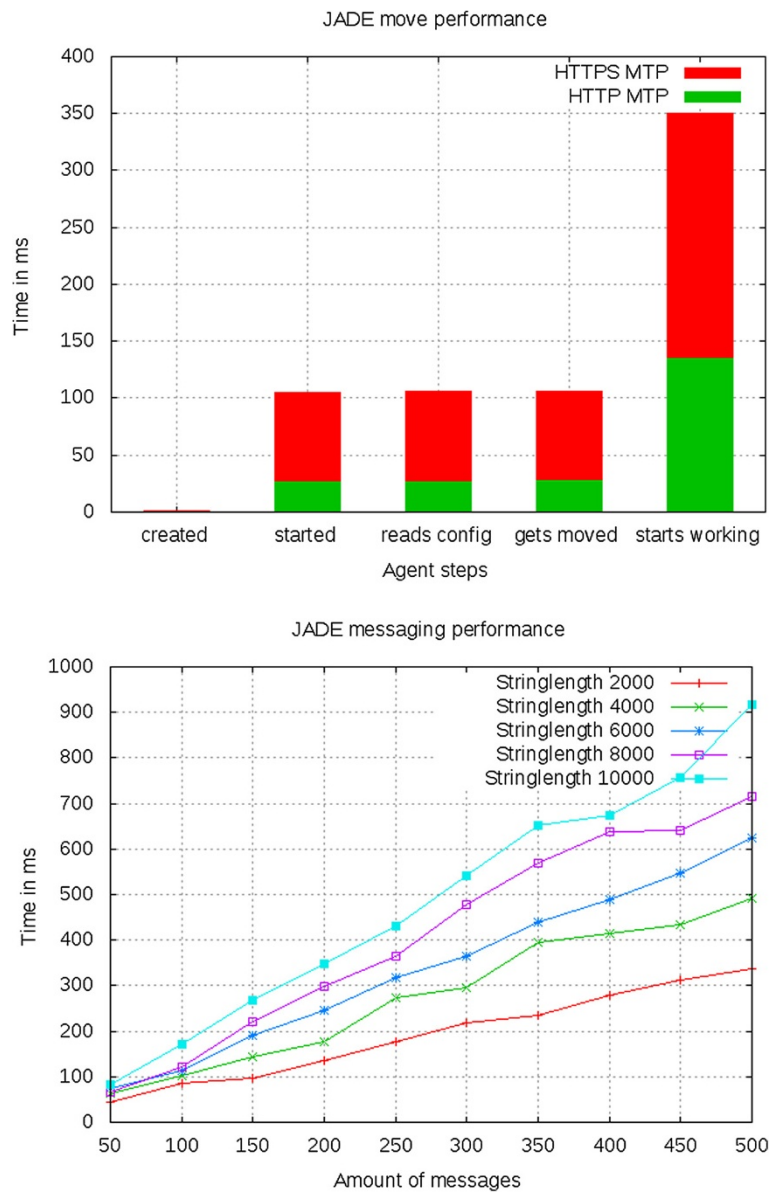 JADE move performance
400
350
300
250
200
150
100
50
0
Time in ms
HTTPS MTP
HTTP MTP
created started reads config gets moved starts working
Agent steps
JADE messaging performance
1000
900
800
700
600
500
400
300
200
100
0
Time in ms
Stringlength 2000
Stringlength 4000
Stringlength 6000
Stringlength 8000
Stringlength 10000
50 100 150 200 250 300 350 400 450 500
Amount of messages